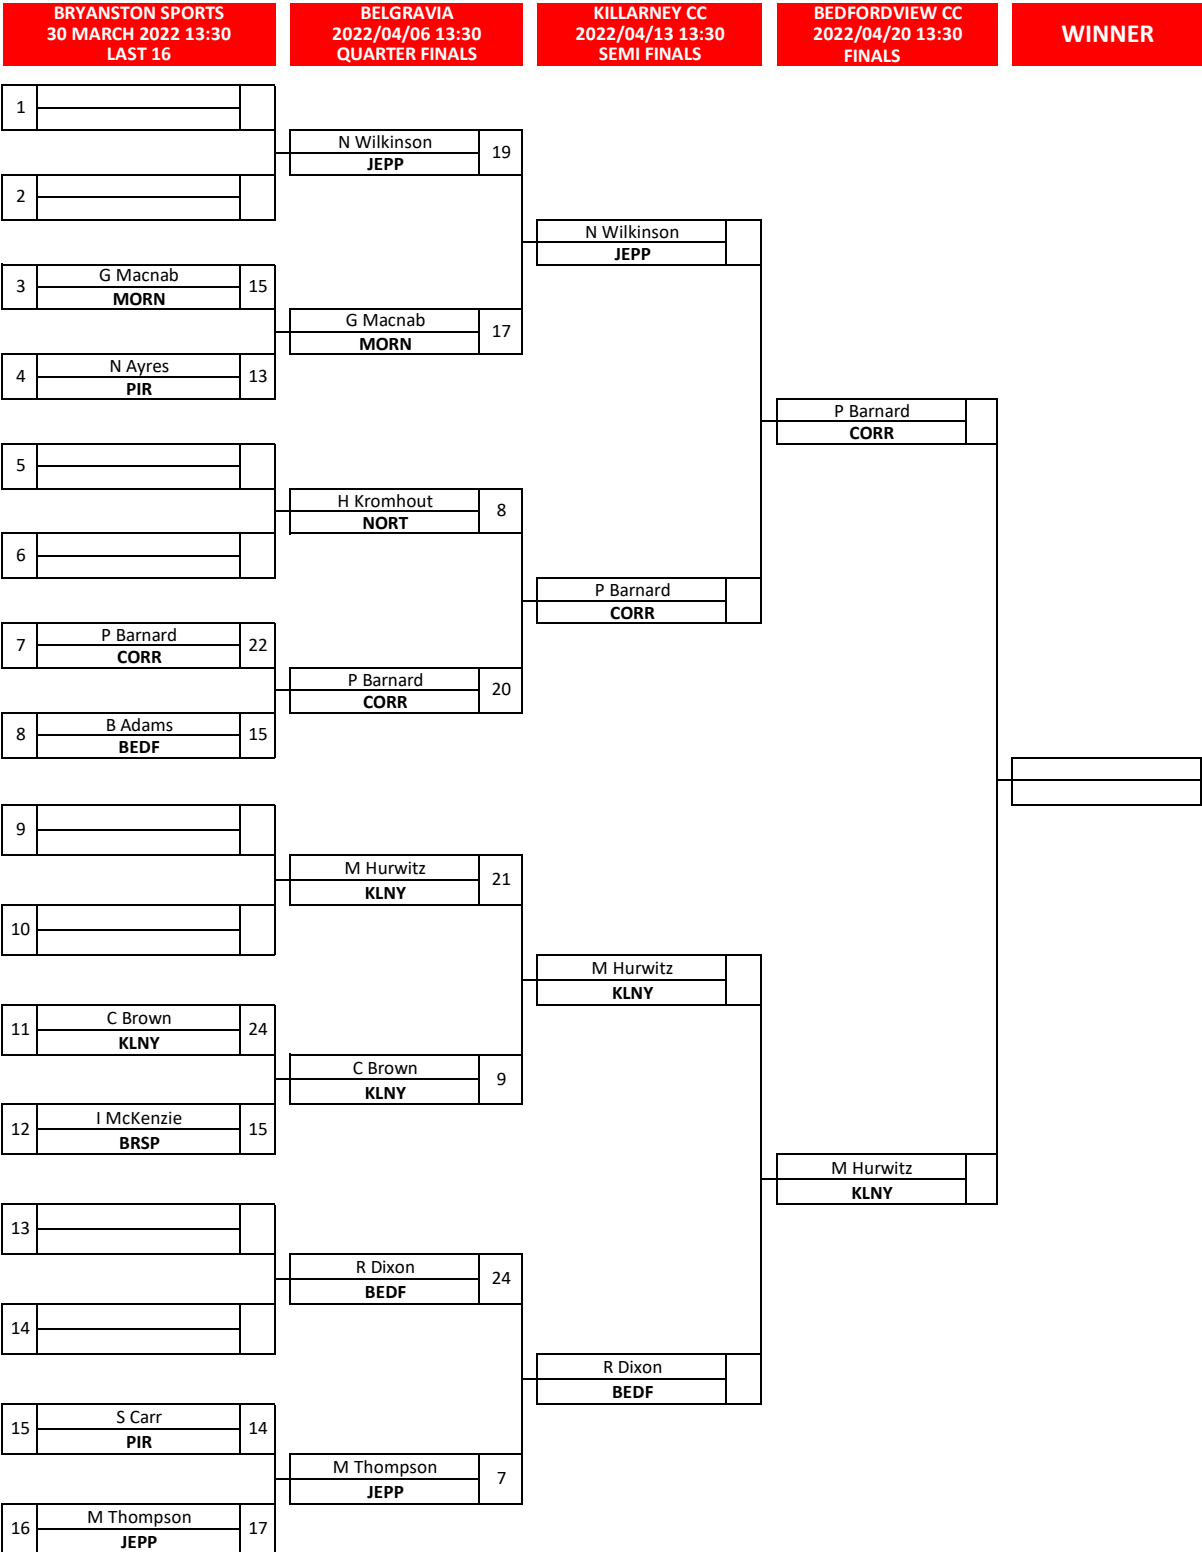 BRYANSTON SPORTS
30 MARCH 2022 13:30
LAST 16
BELGRAVIA
2022/04/06 13:30
QUARTER FINALS
KILLARNEY CC
2022/04/13 13:30
SEMI FINALS
BEDFORDVIEW CC
2022/04/20 13:30
FINALS
WINNER
1
2
3
G Macnab
MORN
15
4
N Ayres
PIR
13
5
6
7
P Barnard
CORR
22
8
B Adams
BEDF
15
9
10
11
C Brown
KLNY
24
12
I McKenzie
BRSP
15
13
14
15
S Carr
PIR
14
16
M Thompson
JEPP
17
N Wilkinson
JEPP
19
G Macnab
MORN
17
H Kromhout
NORT
8
P Barnard
CORR
20
M Hurwitz
KLNY
21
C Brown
KLNY
9
R Dixon
BEDF
24
M Thompson
JEPP
7
N Wilkinson
JEPP
P Barnard
CORR
M Hurwitz
KLNY
R Dixon
BEDF
P Barnard
CORR
M Hurwitz
KLNY